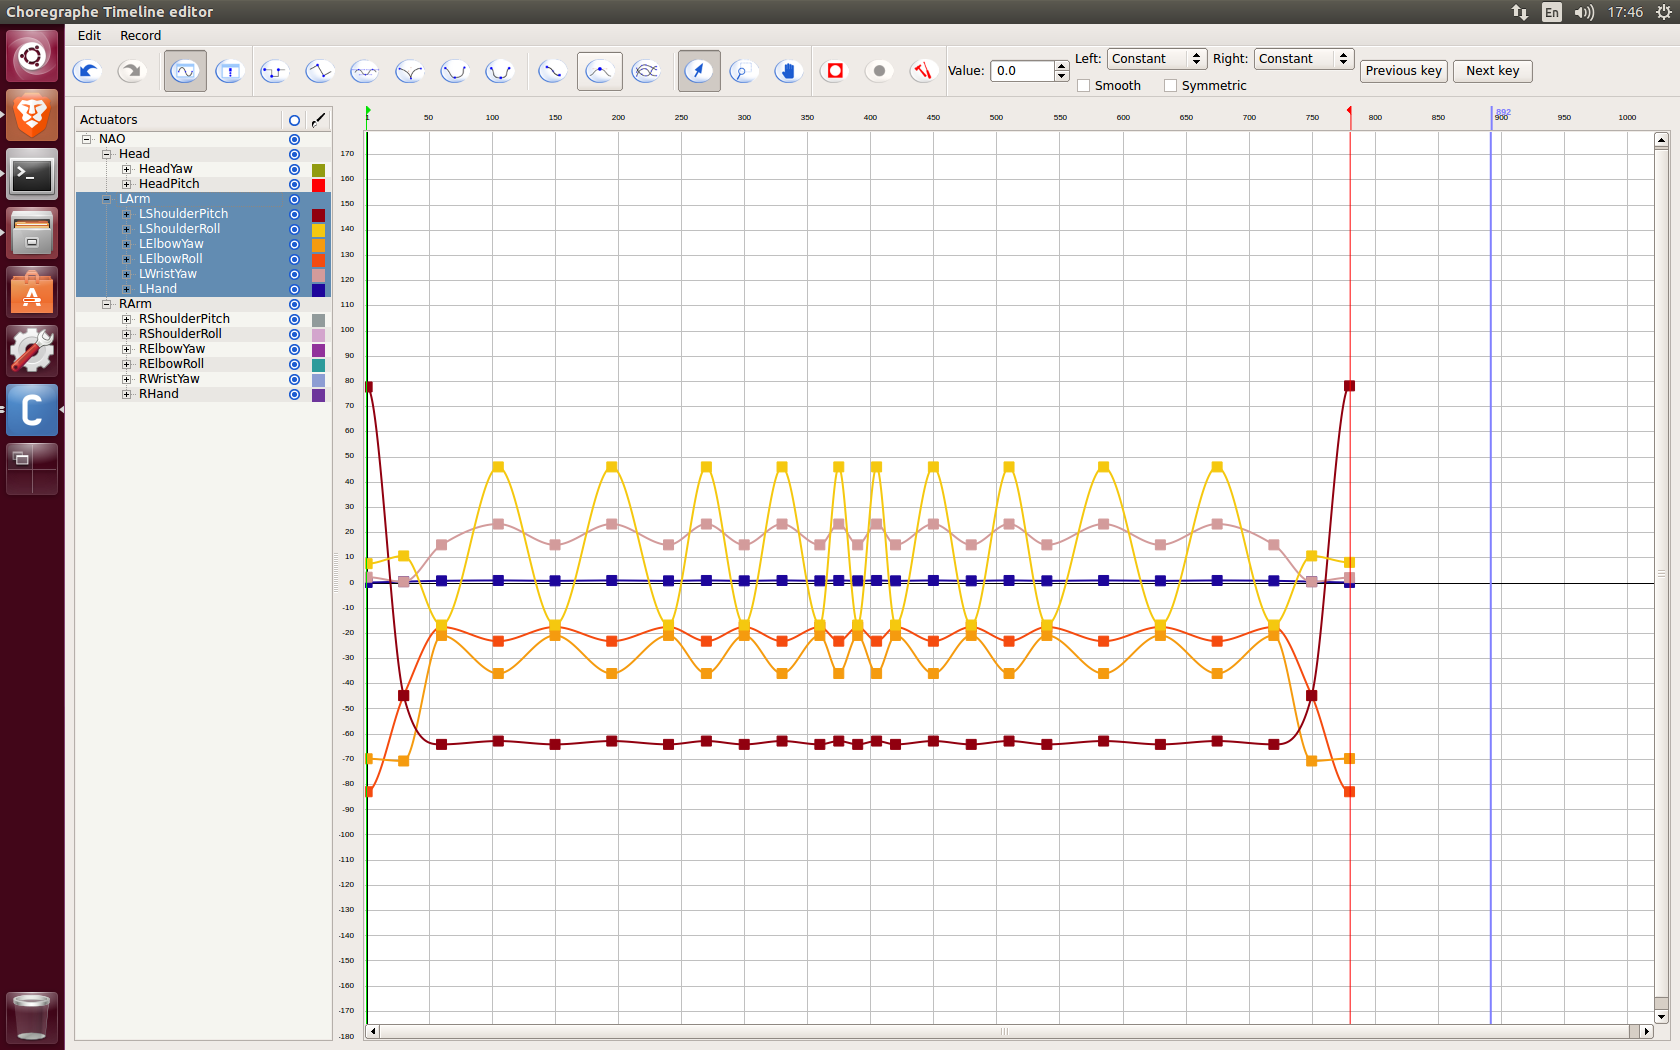 Choregraphe Timeline editor
En
17:46
Edit Record
Value: 0.0
Left: Constant Right: Constant
Smooth Symmetric
Previous key Next key
Actuators
NAO
Head
HeadYaw
HeadPitch
LArm
LShoulderPitch
LShoulderRoll
LElbowYaw
LElbowRoll
LWristYaw
LHand
RArm
RShoulderPitch
RShoulderRoll
RElbowYaw
RElbowRoll
RWristYaw
RHand
892
1 50 100 150 200 250 300 350 400 450 500 550 600 650 700 750 800 850 900 950 1000
170
160
150
140
130
120
110
100
90
80
70
60
50
40
30
20
10
0
-10
-20
-30
-40
-50
-60
-70
-80
-90
-100
-110
-120
-130
-140
-150
-160
-170
-180
C